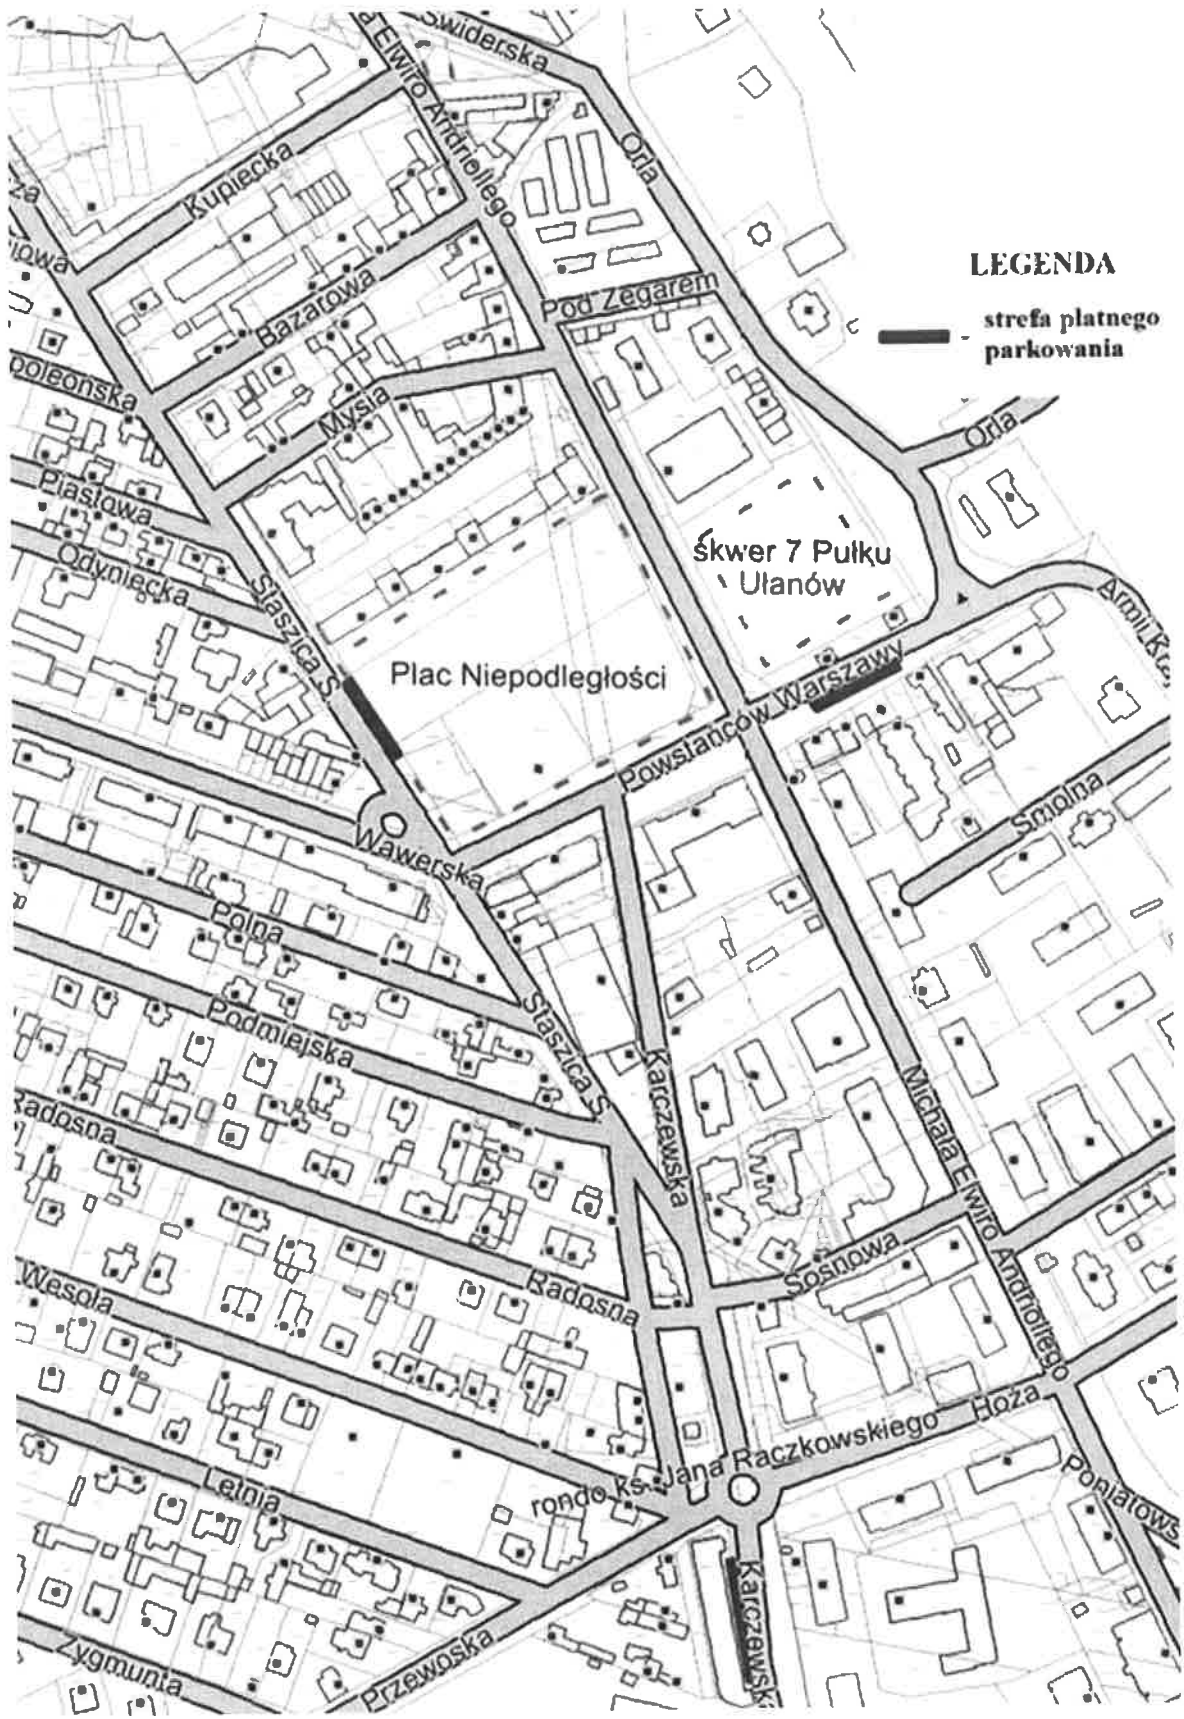 Świderska
Elwiro Andriollego
Kupiecka
Orla
Bazarowa
Pod Zegarem
LEGENDA
strefa płatnego
parkowania
Mysia
Orla
Piastowa
Odyniecka
skwer 7 Pułku
Ułanów
Staszica S.
Plac Niepodległości
Powstańców Warszawy
Smolna
Wawerska
Polna
Podmiejska
Staszica S.
Karczewska
Michała Elwiro Andriollego
Radosna
Radosna
Sosnowa
Wesoła
Hoża
rondo ks. Jana Raczkowskiego
Letnia
Przewoska
Zygmunta